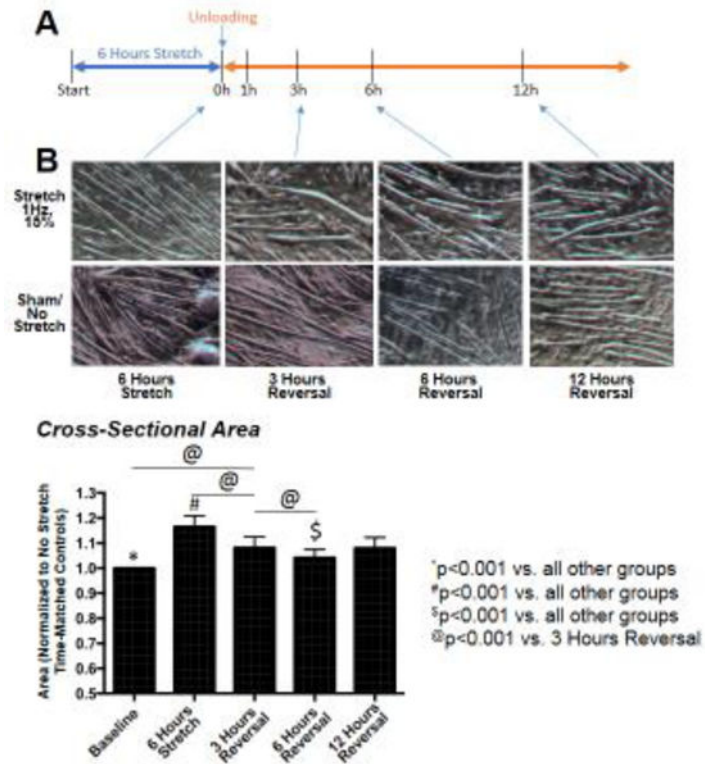 A
Unloading
6 Hours Stretch
Start
0h
1h
3h
6h
12h
B
Stretch
1Hz,
15%
Sham/
No
Stretch
6 Hours
Stretch
3 Hours
Reversal
6 Hours
Reversal
12 Hours
Reversal
Cross-Sectional Area
Area (Normalized to No Stretch
Time-Matched Controls)
1.3
1.2
1.1
1.0
0.9
0.8
0.7
0.6
0.5
@
@
@
*
#
$
Baseline
6 Hours
Stretch
3 Hours
Reversal
6 Hours
Reversal
12 Hours
Reversal
*p<0.001 vs. all other groups
#p<0.001 vs. all other groups
$p<0.001 vs. all other groups
@p<0.001 vs. 3 Hours Reversal